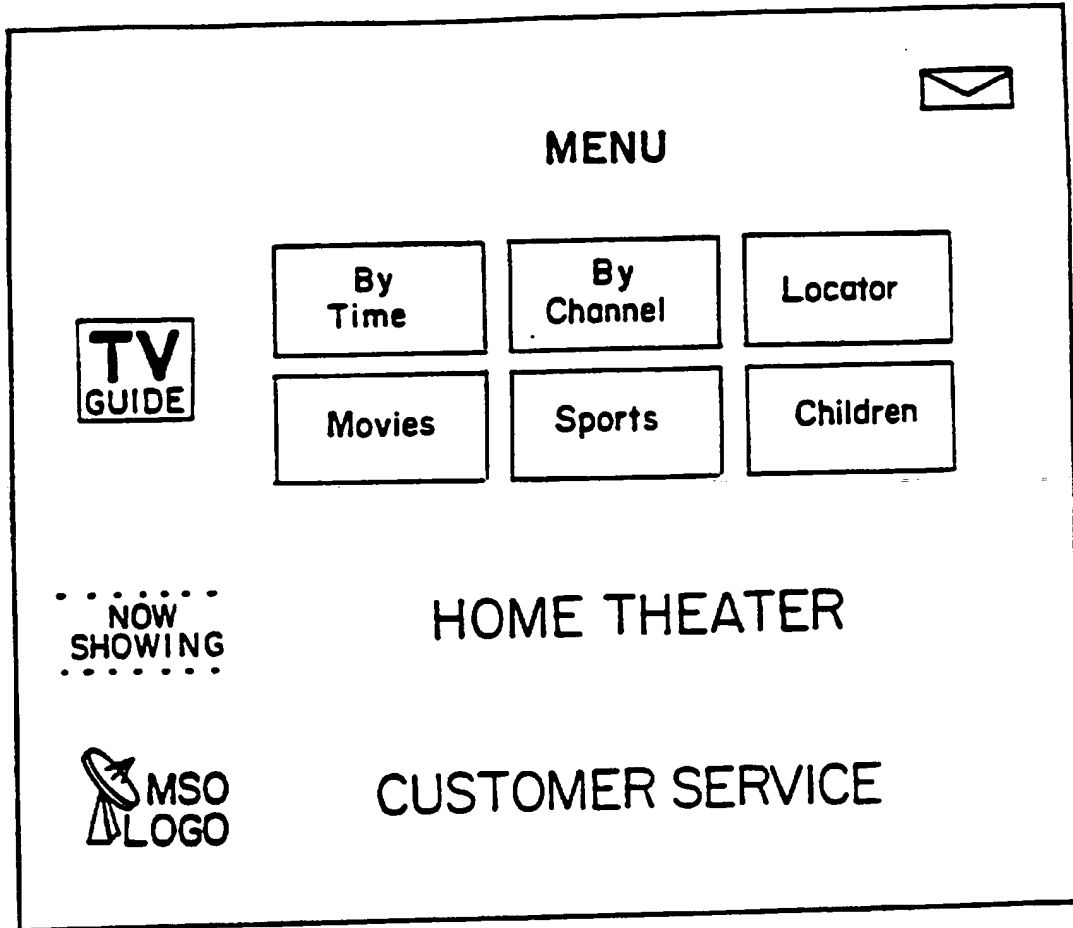 MENU
By
Time
By
Channel
Locator
TV
GUIDE
Movies
Sports
Children
NOW
SHOWING
HOME THEATER
MSO
LOGO
CUSTOMER SERVICE